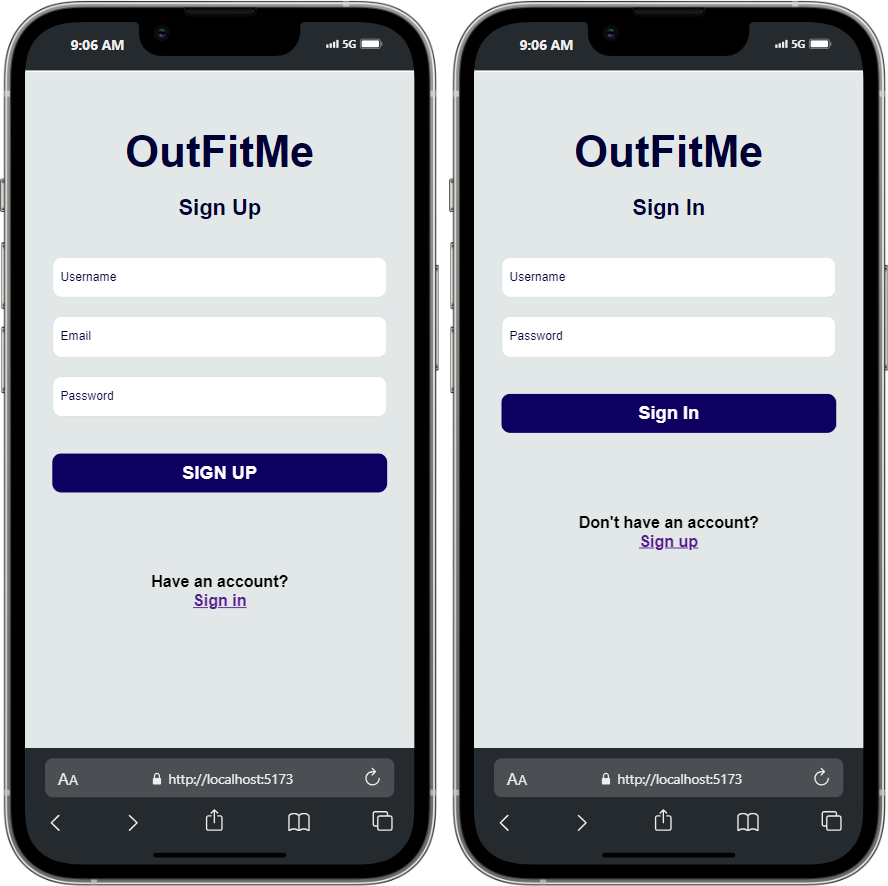 9:06 AM
5G
OutFitMe
Sign Up
Username
Email
Password
SIGN UP
Have an account?
Sign in
AA
http://localhost:5173
9:06 AM
5G
OutFitMe
Sign In
Username
Password
Sign In
Don't have an account?
Sign up
AA
http://localhost:5173